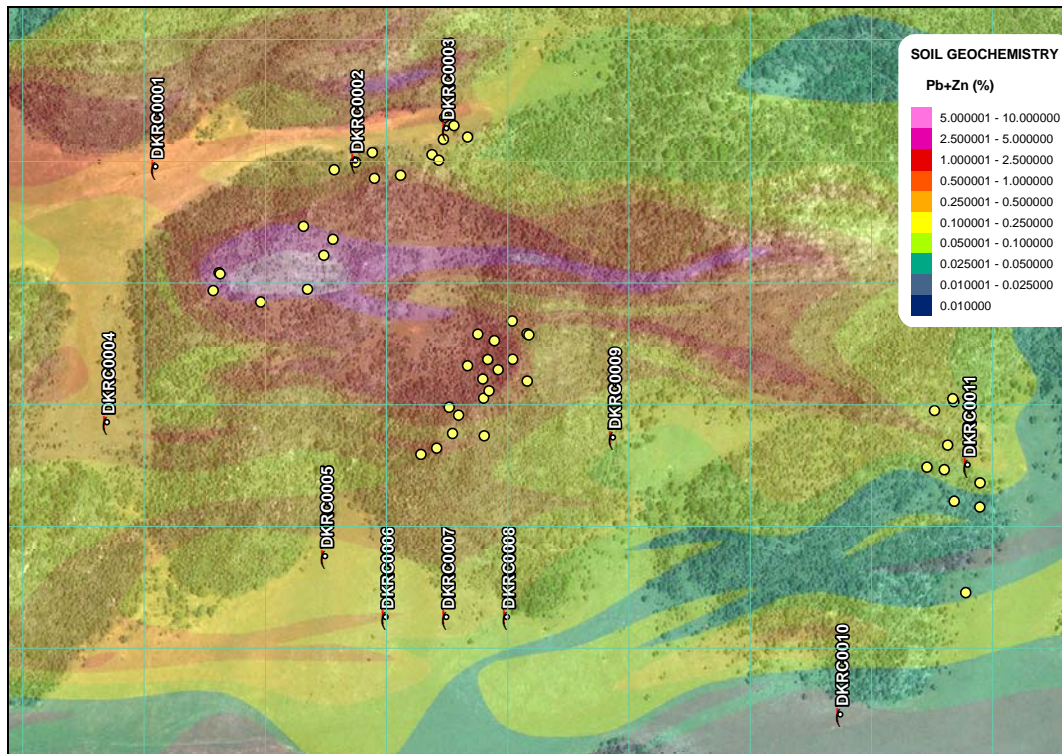 DKRC0001
DKRC0002
DKRC0003
DKRC0004
DKRC0005
DKRC0006
DKRC0007
DKRC0008
DKRC0009
DKRC0010
DKRC0011
SOIL GEOCHEMISTRY
Pb+Zn (%)
5.000001 - 10.000000
2.500001 - 5.000000
1.000001 - 2.500000
0.500001 - 1.000000
0.250001 - 0.500000
0.100001 - 0.250000
0.050001 - 0.100000
0.025001 - 0.050000
0.010001 - 0.025000
0.010000